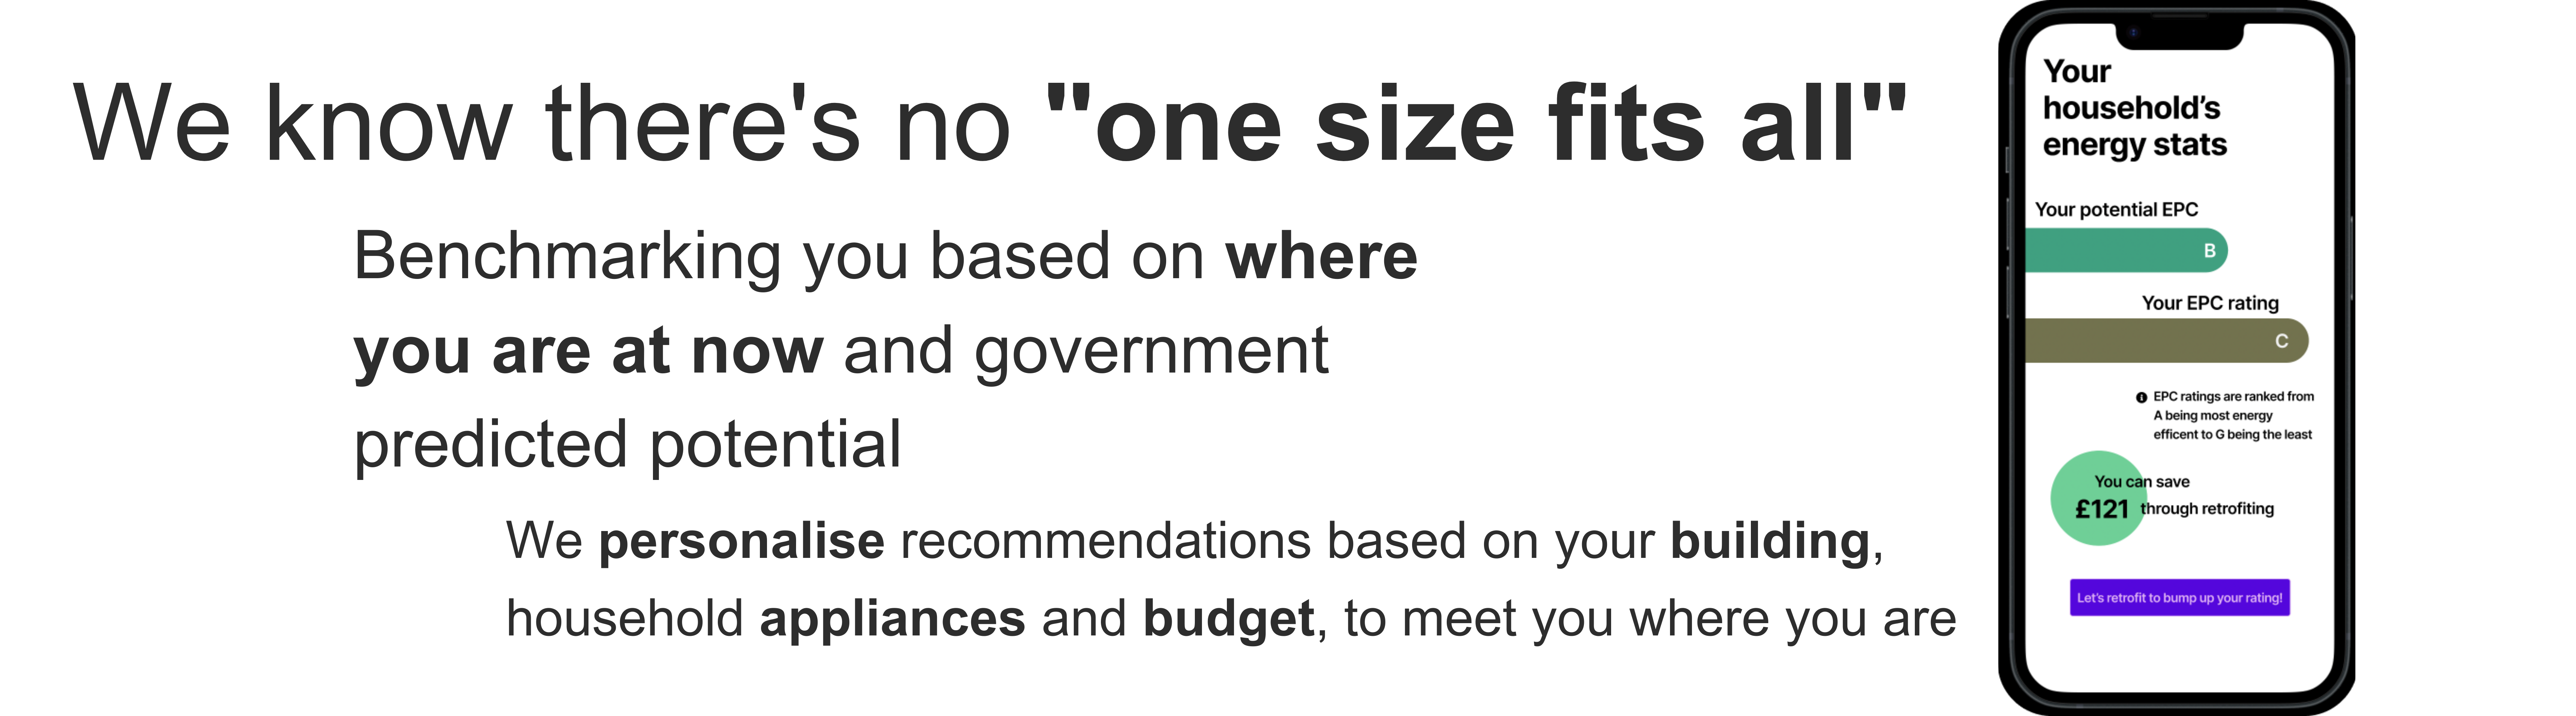 We know there's no "one size fits all"
Benchmarking you based on where
you are at now and government
predicted potential
We personalise recommendations based on your building,
household appliances and budget, to meet you where you are
Your
household’s
energy stats
Your potential EPC
B
Your EPC rating
C
EPC ratings are ranked from
A being most energy
efficent to G being the least
You can save
£121 through retrofiting
Let's retrofit to bump up your rating!